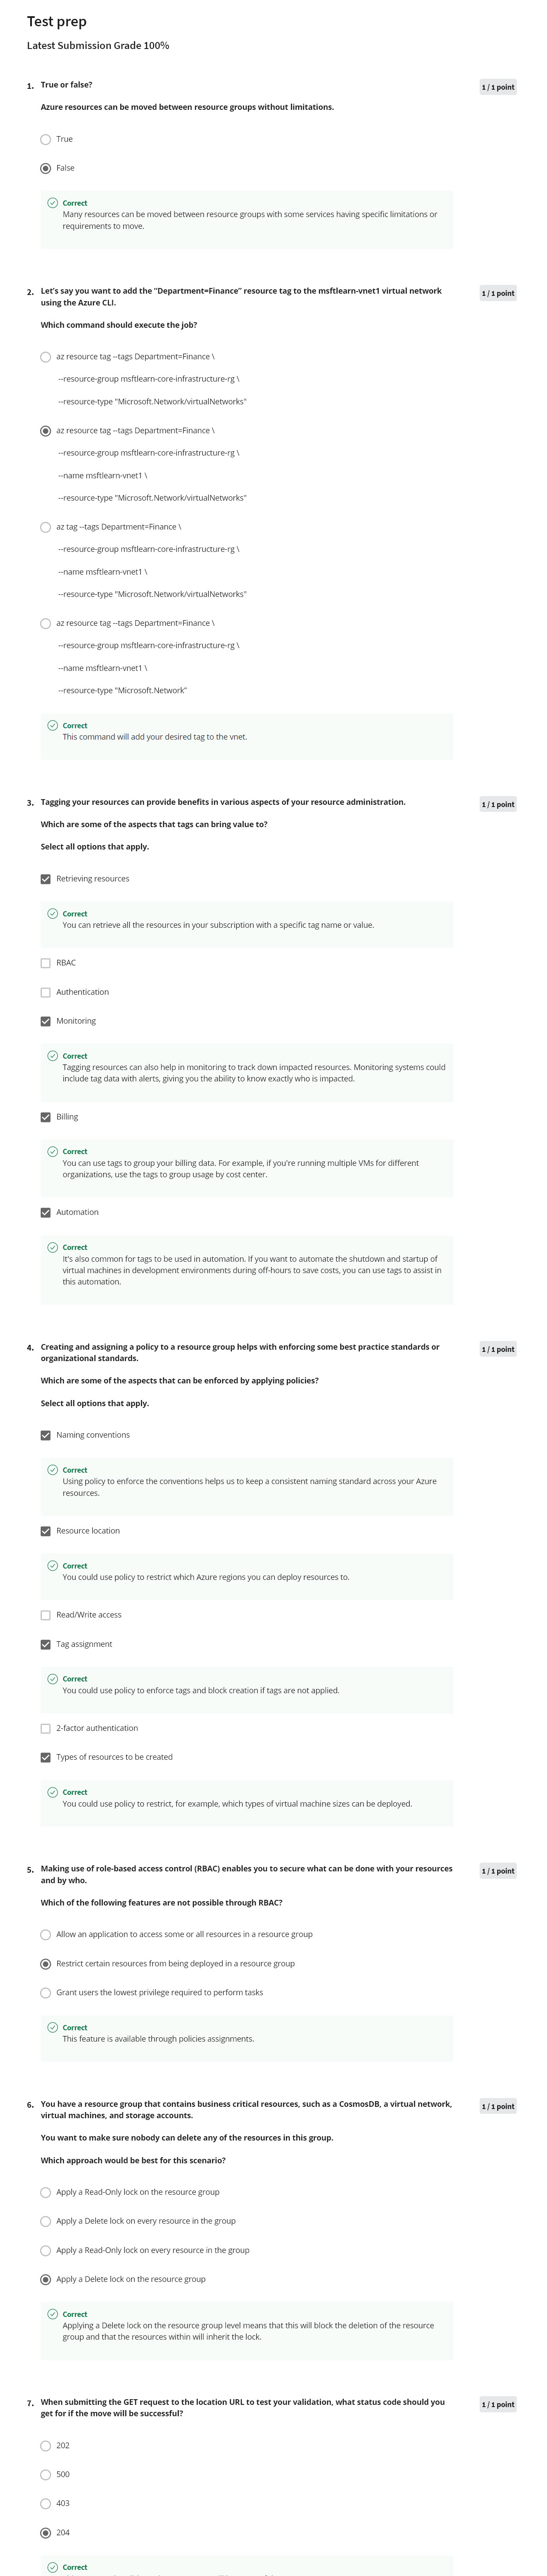 Test prep
Latest Submission Grade 100%
1. True or false?
1 / 1 point
Azure resources can be moved between resource groups without limitations.
True
False
Correct
Many resources can be moved between resource groups with some services having specific limitations or
requirements to move.
2. Let's say you want to add the "Department=Finance" resource tag to the msftlearn-vnet1 virtual network
using the Azure CLI.
1 / 1 point
Which command should execute the job?
az resource tag --tags Department=Finance \
--resource-group msftlearn-core-infrastructure-rg \
--resource-type "Microsoft.Network/virtualNetworks"
az resource tag --tags Department=Finance \
--resource-group msftlearn-core-infrastructure-rg \
--name msftlearn-vnet1 \
--resource-type "Microsoft.Network/virtualNetworks"
az tag --tags Department=Finance \
--resource-group msftlearn-core-infrastructure-rg \
--name msftlearn-vnet1 \
--resource-type "Microsoft.Network/virtualNetworks"
az resource tag --tags Department=Finance \
--resource-group msftlearn-core-infrastructure-rg \
--name msftlearn-vnet1 \
--resource-type "Microsoft.Network"
Correct
This command will add your desired tag to the vnet.
3. Tagging your resources can provide benefits in various aspects of your resource administration.
1 / 1 point
Which are some of the aspects that tags can bring value to?
Select all options that apply.
Retrieving resources
Correct
You can retrieve all the resources in your subscription with a specific tag name or value.
RBAC
Authentication
Monitoring
Correct
Tagging resources can also help in monitoring to track down impacted resources. Monitoring systems could
include tag data with alerts, giving you the ability to know exactly who is impacted.
Billing
Correct
You can use tags to group your billing data. For example, if you're running multiple VMs for different
organizations, use the tags to group usage by cost center.
Automation
Correct
It's also common for tags to be used in automation. If you want to automate the shutdown and startup of
virtual machines in development environments during off-hours to save costs, you can use tags to assist in
this automation.
4. Creating and assigning a policy to a resource group helps with enforcing some best practice standards or
organizational standards.
1 / 1 point
Which are some of the aspects that can be enforced by applying policies?
Select all options that apply.
Naming conventions
Correct
Using policy to enforce the conventions helps us to keep a consistent naming standard across your Azure
resources.
Resource location
Correct
You could use policy to restrict which Azure regions you can deploy resources to.
Read/Write access
Tag assignment
Correct
You could use policy to enforce tags and block creation if tags are not applied.
2-factor authentication
Types of resources to be created
Correct
You could use policy to restrict, for example, which types of virtual machine sizes can be deployed.
5. Making use of role-based access control (RBAC) enables you to secure what can be done with your resources
and by who.
1 / 1 point
Which of the following features are not possible through RBAC?
Allow an application to access some or all resources in a resource group
Restrict certain resources from being deployed in a resource group
Grant users the lowest privilege required to perform tasks
Correct
This feature is available through policies assignments.
6. You have a resource group that contains business critical resources, such as a CosmosDB, a virtual network,
virtual machines, and storage accounts.
1 / 1 point
You want to make sure nobody can delete any of the resources in this group.
Which approach would be best for this scenario?
Apply a Read-Only lock on the resource group
Apply a Delete lock on every resource in the group
Apply a Read-Only lock on every resource in the group
Apply a Delete lock on the resource group
Correct
Applying a Delete lock on the resource group level means that this will block the deletion of the resource
group and that the resources within will inherit the lock.
7. When submitting the GET request to the location URL to test your validation, what status code should you
get for if the move will be successful?
1 / 1 point
202
500
403
204
Correct